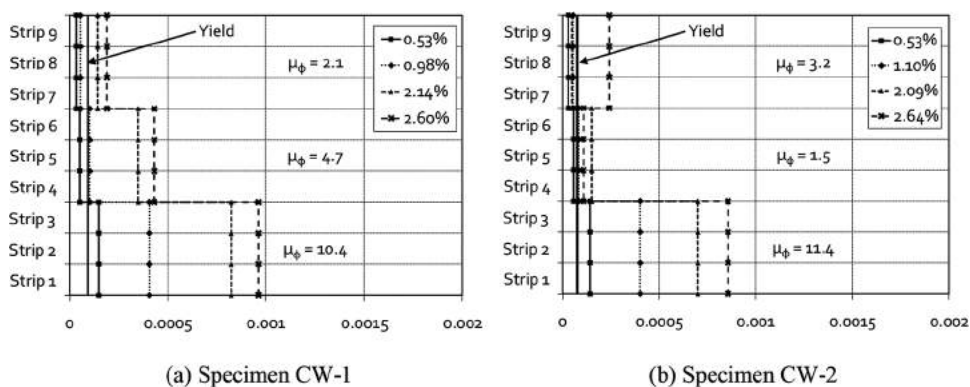 Strip 9
Strip 8
Strip 7
Strip 6
Strip 5
Strip 4
Strip 3
Strip 2
Strip 1
Yield
μϕ = 2.1
μϕ = 4.7
μϕ = 10.4
0.53%
0.98%
2.14%
2.60%
0 0.0005 0.001 0.0015 0.002
(a) Specimen CW-1
Strip 9
Strip 8
Strip 7
Strip 6
Strip 5
Strip 4
Strip 3
Strip 2
Strip 1
Yield
μϕ = 3.2
μϕ = 1.5
μϕ = 11.4
0.53%
1.10%
2.09%
2.64%
0 0.0005 0.001 0.0015 0.002
(b) Specimen CW-2